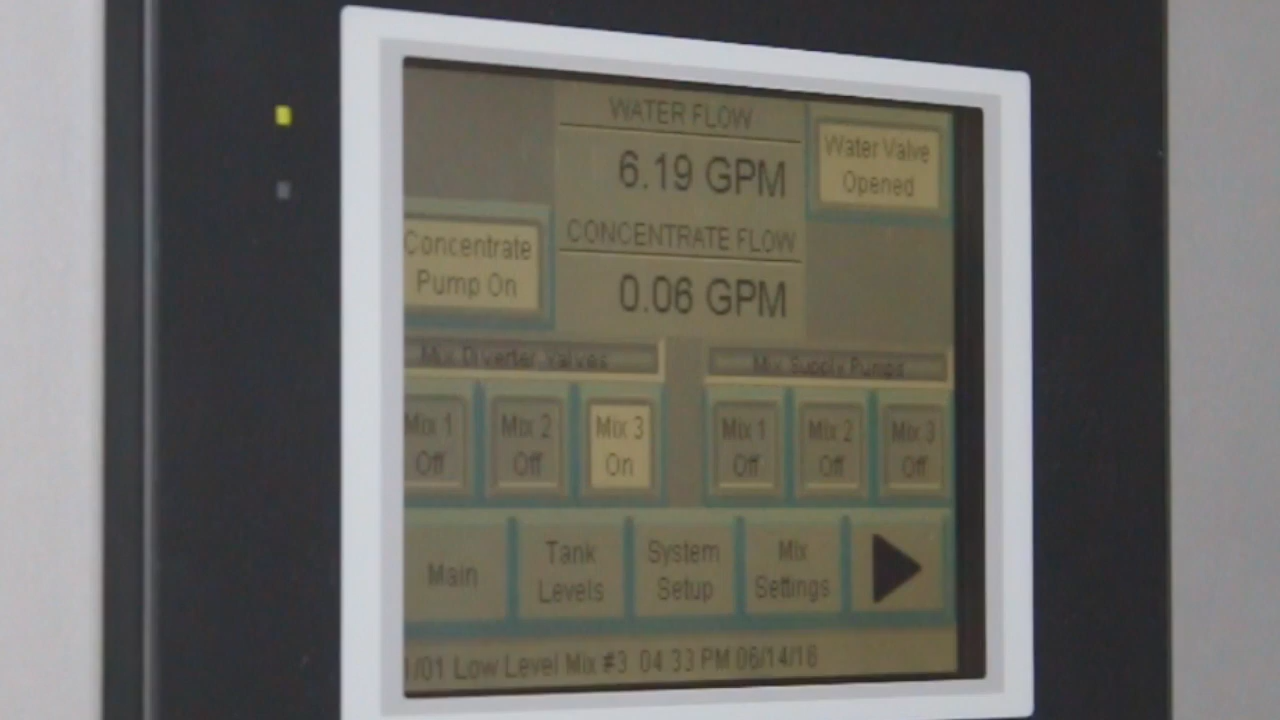 WATER FLOW
6.19 GPM
Water Valve
Opened
Concentrate
Pump On
CONCENTRATE FLOW
0.06 GPM
Mix Diverter Valves
Mix 1
Off
Mix 2
Off
Mix 3
On
Mix Supply Pumps
Mix 1
Off
Mix 2
Off
Mix 3
Off
Main
Tank
Levels
System
Setup
Mix
Settings
/01 Low Level Mix #3 04:33 PM 06/14/16